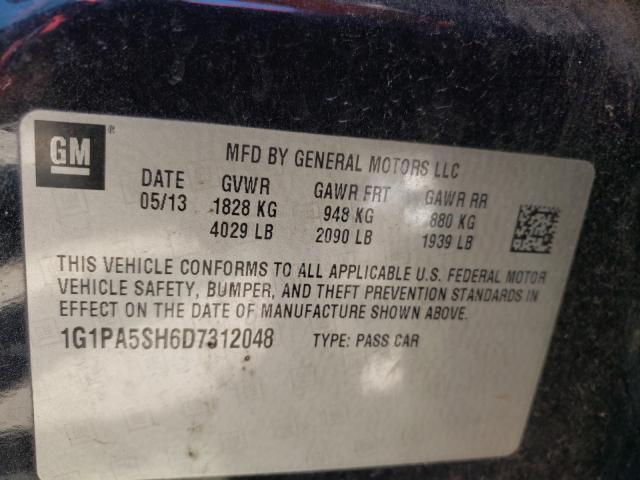 GM ®
MFD BY GENERAL MOTORS LLC
DATE GVWR GAWR FRT GAWR RR
05/13 1828 KG 948 KG 880 KG
4029 LB 2090 LB 1939 LB
THIS VEHICLE CONFORMS TO ALL APPLICABLE U.S. FEDERAL MOTOR
VEHICLE SAFETY, BUMPER, AND THEFT PREVENTION STANDARDS IN
EFFECT ON THE DATE OF MANUFACTURE SHOWN ABOVE.
1G1PA5SH6D7312048 TYPE: PASS CAR